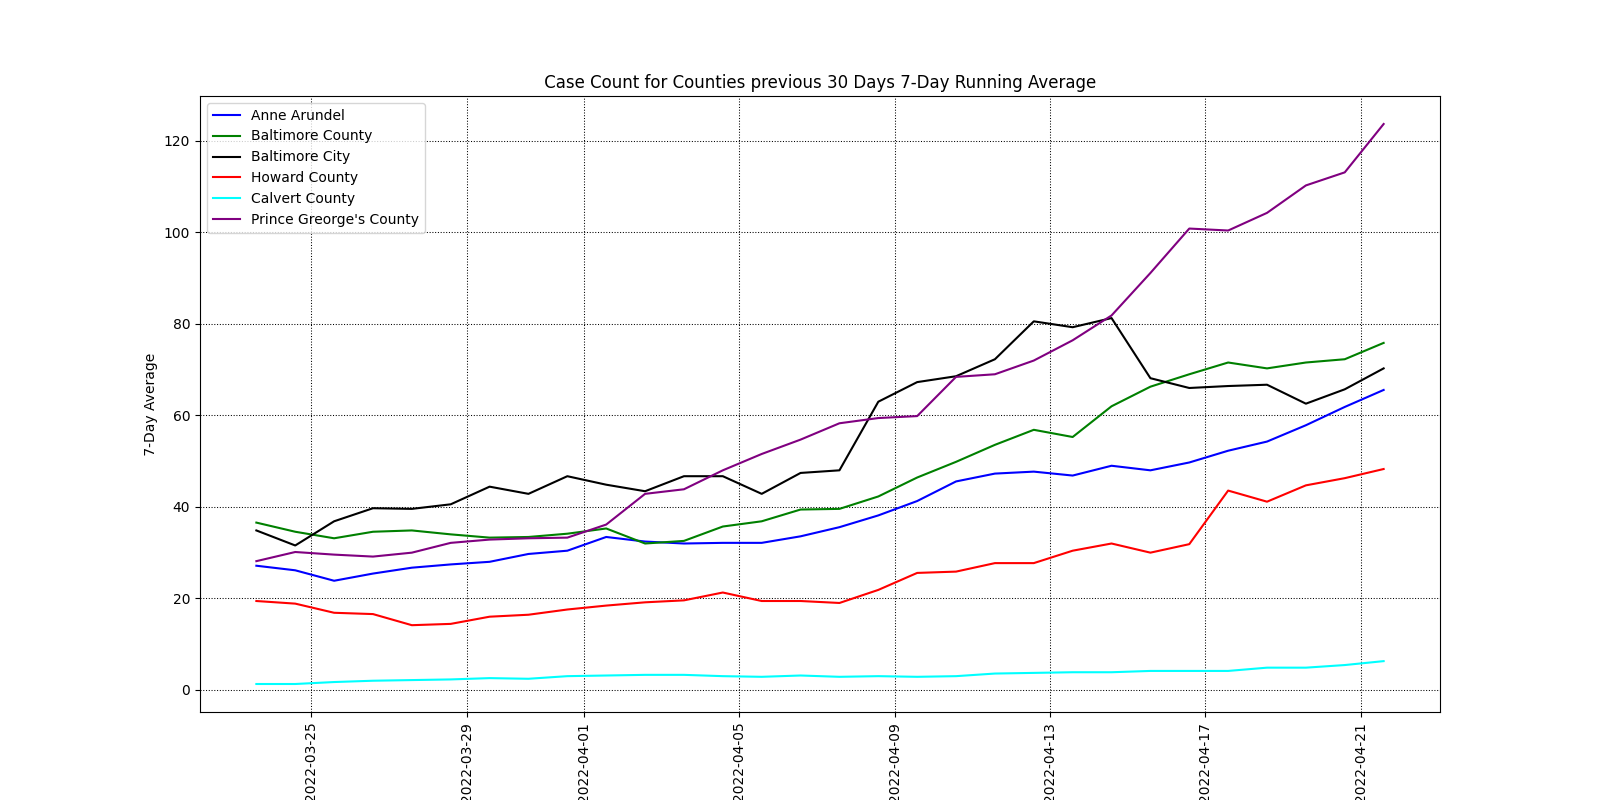 Case Count for Counties previous 30 Days 7-Day Running Average
Anne Arundel
Baltimore County
Baltimore City
Howard County
Calvert County
Prince Greorge's County
7-Day Average
120
100
80
60
40
20
0
2022-03-25
2022-03-29
2022-04-01
2022-04-05
2022-04-09
2022-04-13
2022-04-17
2022-04-21